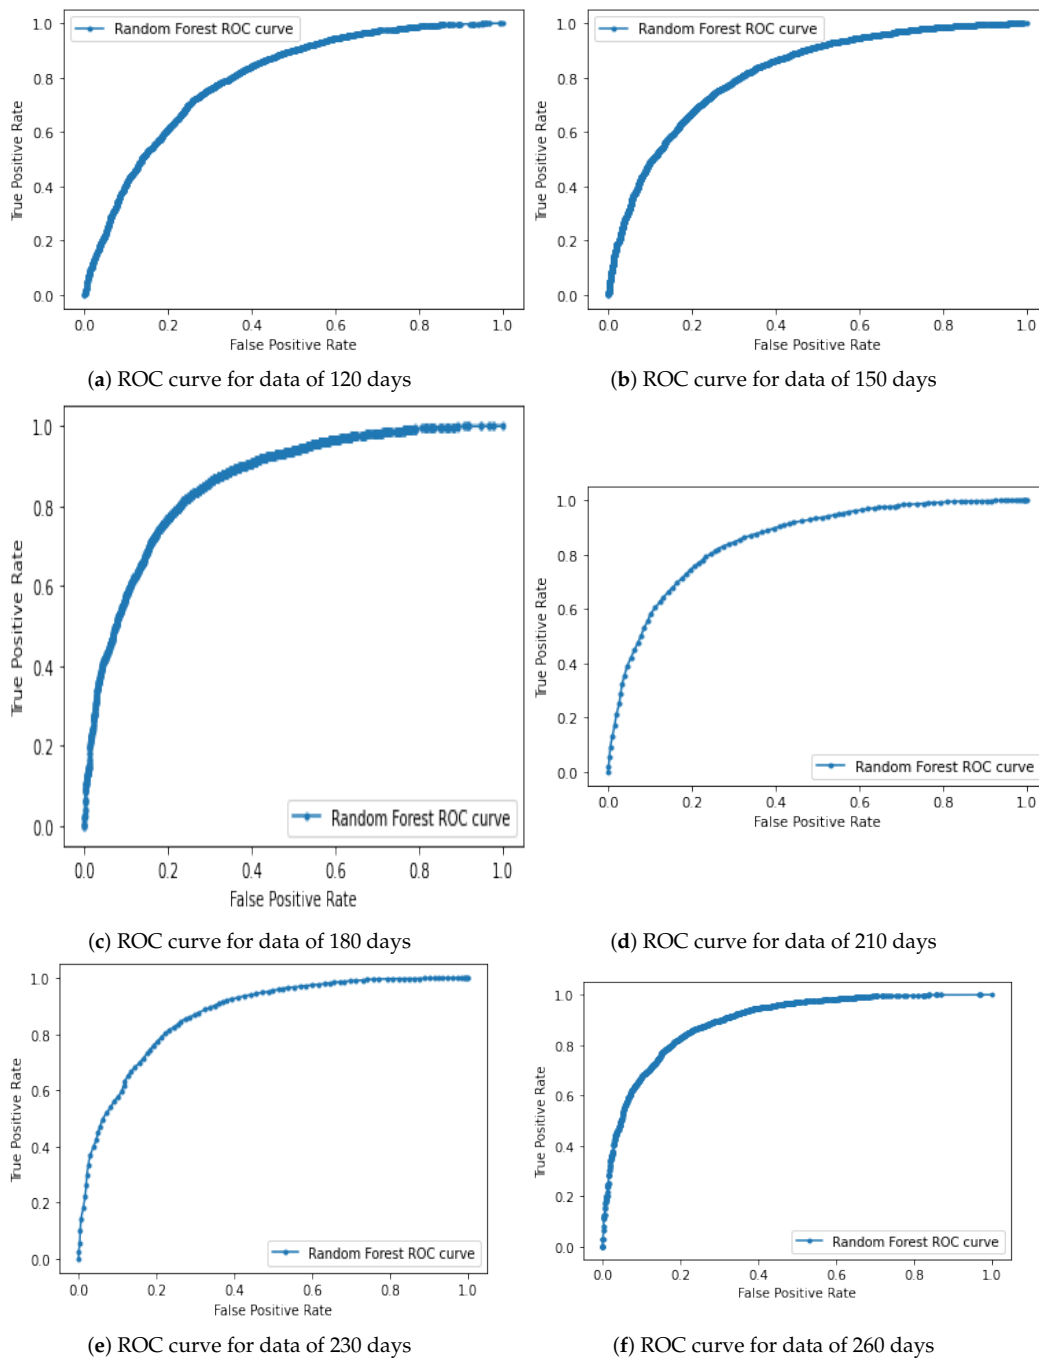 1.0
0.8
0.6
0.4
0.2
0.0
True Positive Rate
Random Forest ROC curve
0.0 0.2 0.4 0.6 0.8 1.0
False Positive Rate
(a) ROC curve for data of 120 days
1.0
0.8
0.6
0.4
0.2
0.0
True Positive Rate
Random Forest ROC curve
0.0 0.2 0.4 0.6 0.8 1.0
False Positive Rate
(b) ROC curve for data of 150 days
1.0
0.8
0.6
0.4
0.2
0.0
True Positive Rate
Random Forest ROC curve
0.0 0.2 0.4 0.6 0.8 1.0
False Positive Rate
(c) ROC curve for data of 180 days
1.0
0.8
0.6
0.4
0.2
0.0
True Positive Rate
Random Forest ROC curve
0.0 0.2 0.4 0.6 0.8 1.0
False Positive Rate
(d) ROC curve for data of 210 days
1.0
0.8
0.6
0.4
0.2
0.0
True Positive Rate
Random Forest ROC curve
0.0 0.2 0.4 0.6 0.8 1.0
False Positive Rate
(e) ROC curve for data of 230 days
1.0
0.8
0.6
0.4
0.2
0.0
True Positive Rate
Random Forest ROC curve
0.0 0.2 0.4 0.6 0.8 1.0
False Positive Rate
(f) ROC curve for data of 260 days